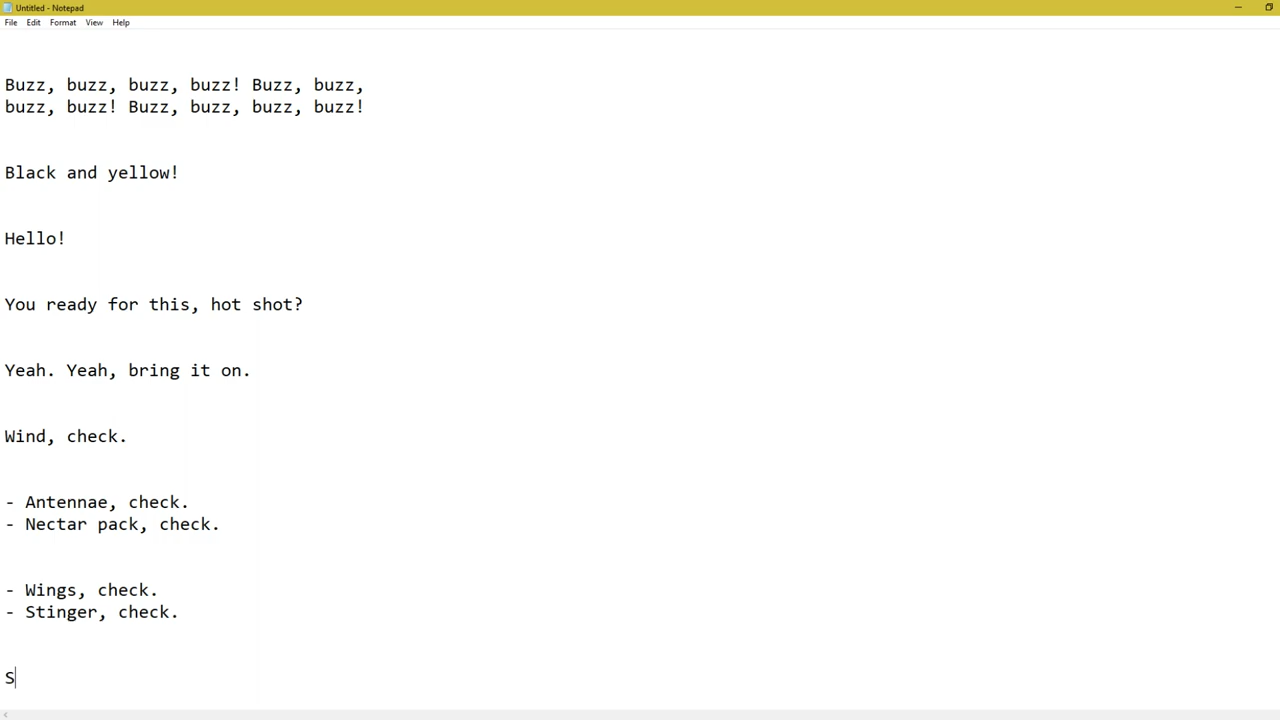 Untitled - Notepad
File Edit Format View Help
Buzz, buzz, buzz, buzz! Buzz, buzz,
buzz, buzz! Buzz, buzz, buzz, buzz!
Black and yellow!
Hello!
You ready for this, hot shot?
Yeah. Yeah, bring it on.
Wind, check.
- Antennae, check.
- Nectar pack, check.
- Wings, check.
- Stinger, check.
S